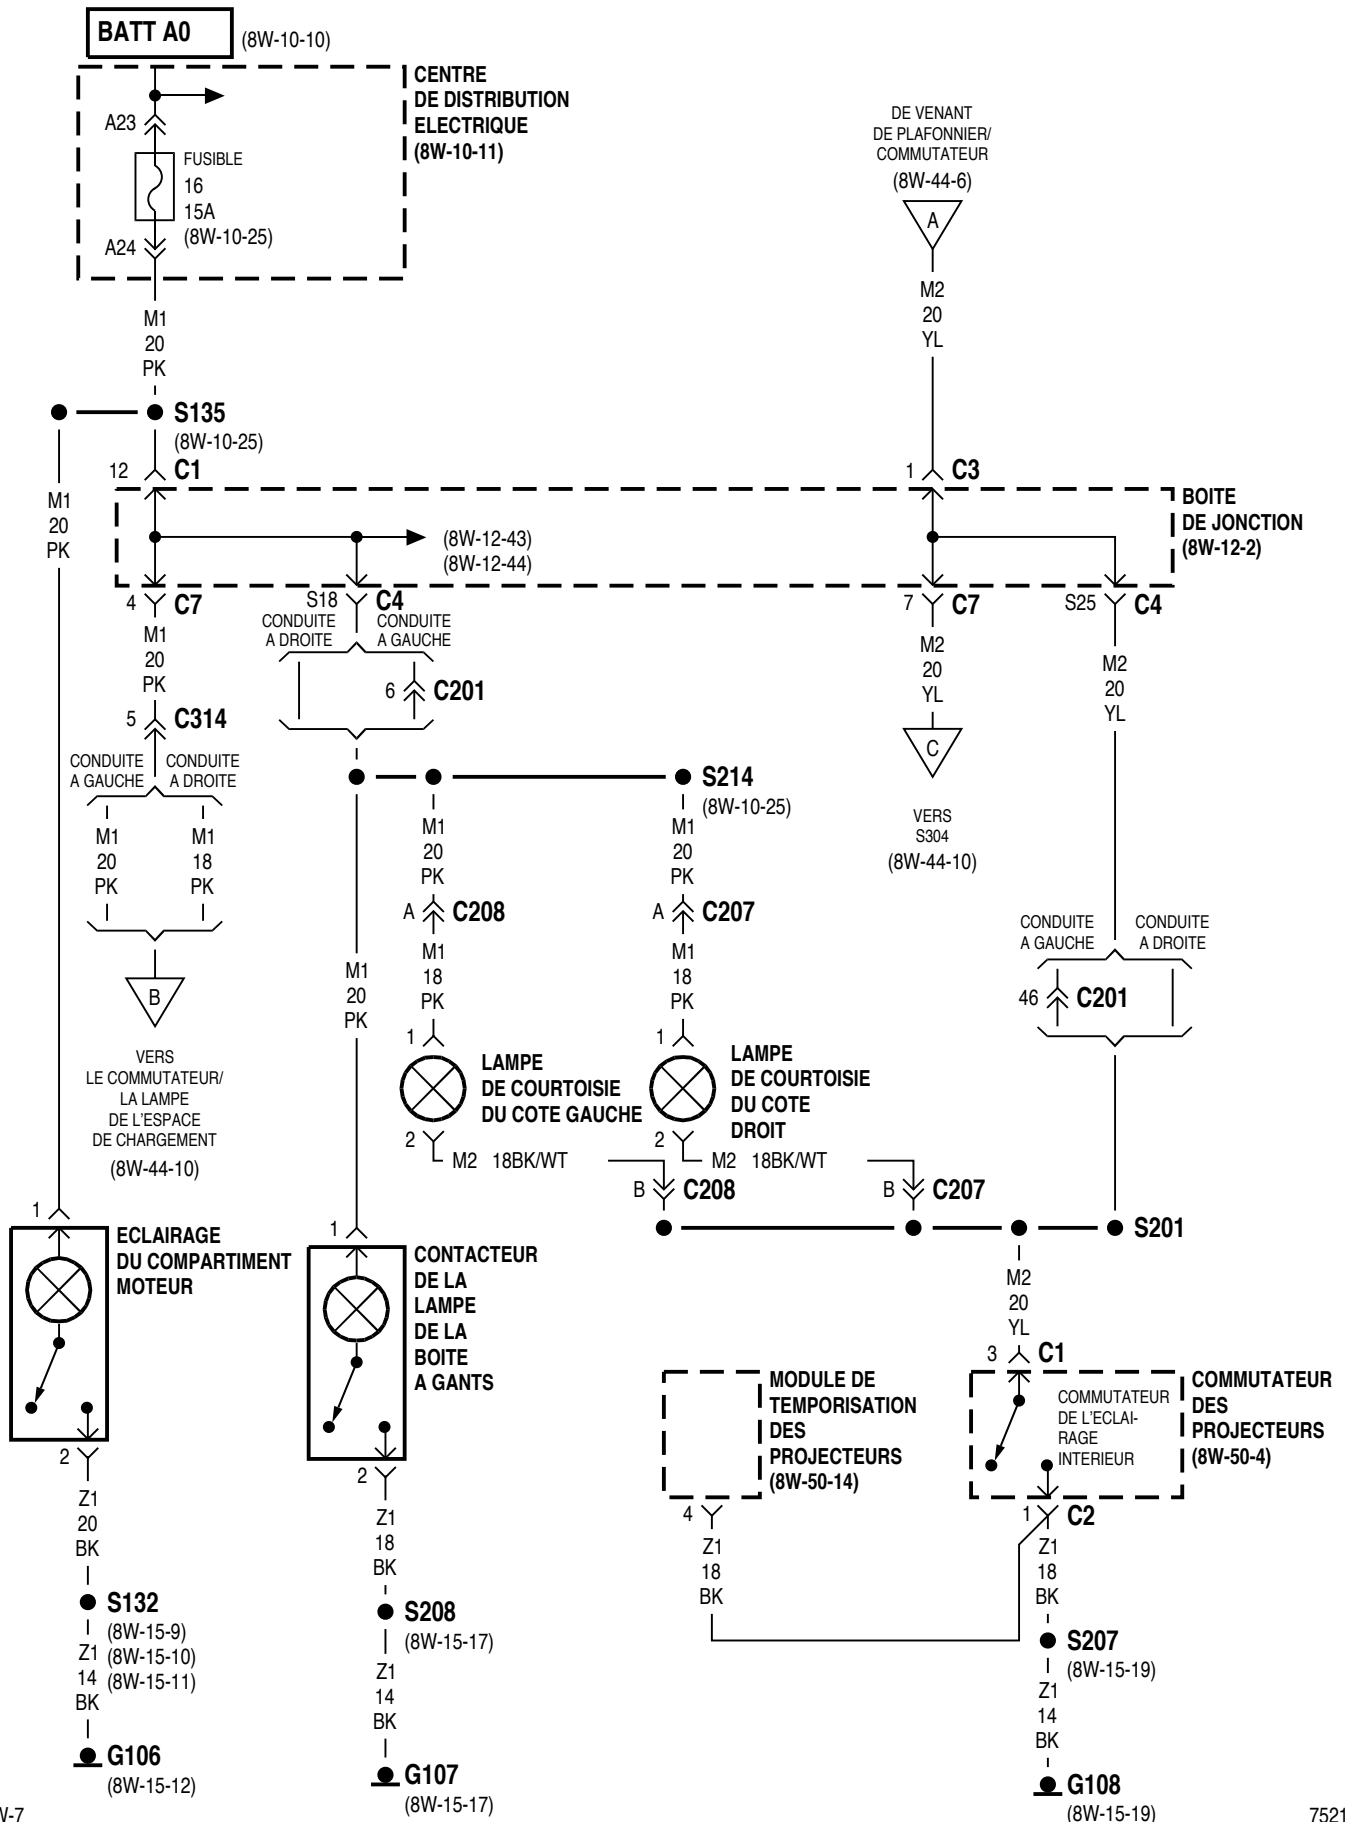 BATT A0
(8W-10-10)
CENTRE
DE DISTRIBUTION
ELECTRIQUE
(8W-10-11)
A23
FUSIBLE
16
15A
(8W-10-25)
A24
DE VENANT
DE PLAFONNIER/
COMMUTATEUR
(8W-44-6)
A
M2
20
YL
M1
20
PK
S135
(8W-10-25)
12
C1
1
C3
M1
20
PK
BOITE
DE JONCTION
(8W-12-2)
(8W-12-43)
(8W-12-44)
4
C7
S18
C4
7
C7
S25
C4
CONDUITE
A DROITE
CONDUITE
A GAUCHE
M1
20
PK
6
C201
5
C314
M2
20
YL
M2
20
YL
C
VERS
S304
(8W-44-10)
CONDUITE
A GAUCHE
CONDUITE
A DROITE
M1
20
PK
M1
18
PK
B
VERS
LE COMMUTATEUR/
LA LAMPE
DE L'ESPACE
DE CHARGEMENT
(8W-44-10)
S214
(8W-10-25)
M1
20
PK
M1
20
PK
A
C208
A
C207
M1
20
PK
M1
18
PK
M1
18
PK
CONDUITE
A GAUCHE
CONDUITE
A DROITE
46
C201
1
LAMPE
DE COURTOISIE
DU COTE GAUCHE
1
LAMPE
DE COURTOISIE
DU COTE
DROIT
2
M2 18BK/WT
2
M2 18BK/WT
B
C208
B
C207
S201
1
ECLAIRAGE
DU COMPARTIMENT
MOTEUR
1
CONTACTEUR
DE LA
LAMPE
DE LA
BOITE
A GANTS
M2
20
YL
3
C1
MODULE DE
TEMPORISATION
DES
PROJECTEURS
(8W-50-14)
COMMUTATEUR
DE L'ECLAI-
RAGE
INTERIEUR
COMMUTATEUR
DES
PROJECTEURS
(8W-50-4)
2
Z1
20
BK
2
Z1
18
BK
4
Z1
18
BK
1
C2
Z1
18
BK
S132
(8W-15-9)
(8W-15-10)
(8W-15-11)
Z1
14
BK
S208
(8W-15-17)
Z1
14
BK
S207
(8W-15-19)
Z1
14
BK
G106
(8W-15-12)
G107
(8W-15-17)
G108
(8W-15-19)
W-7
7521